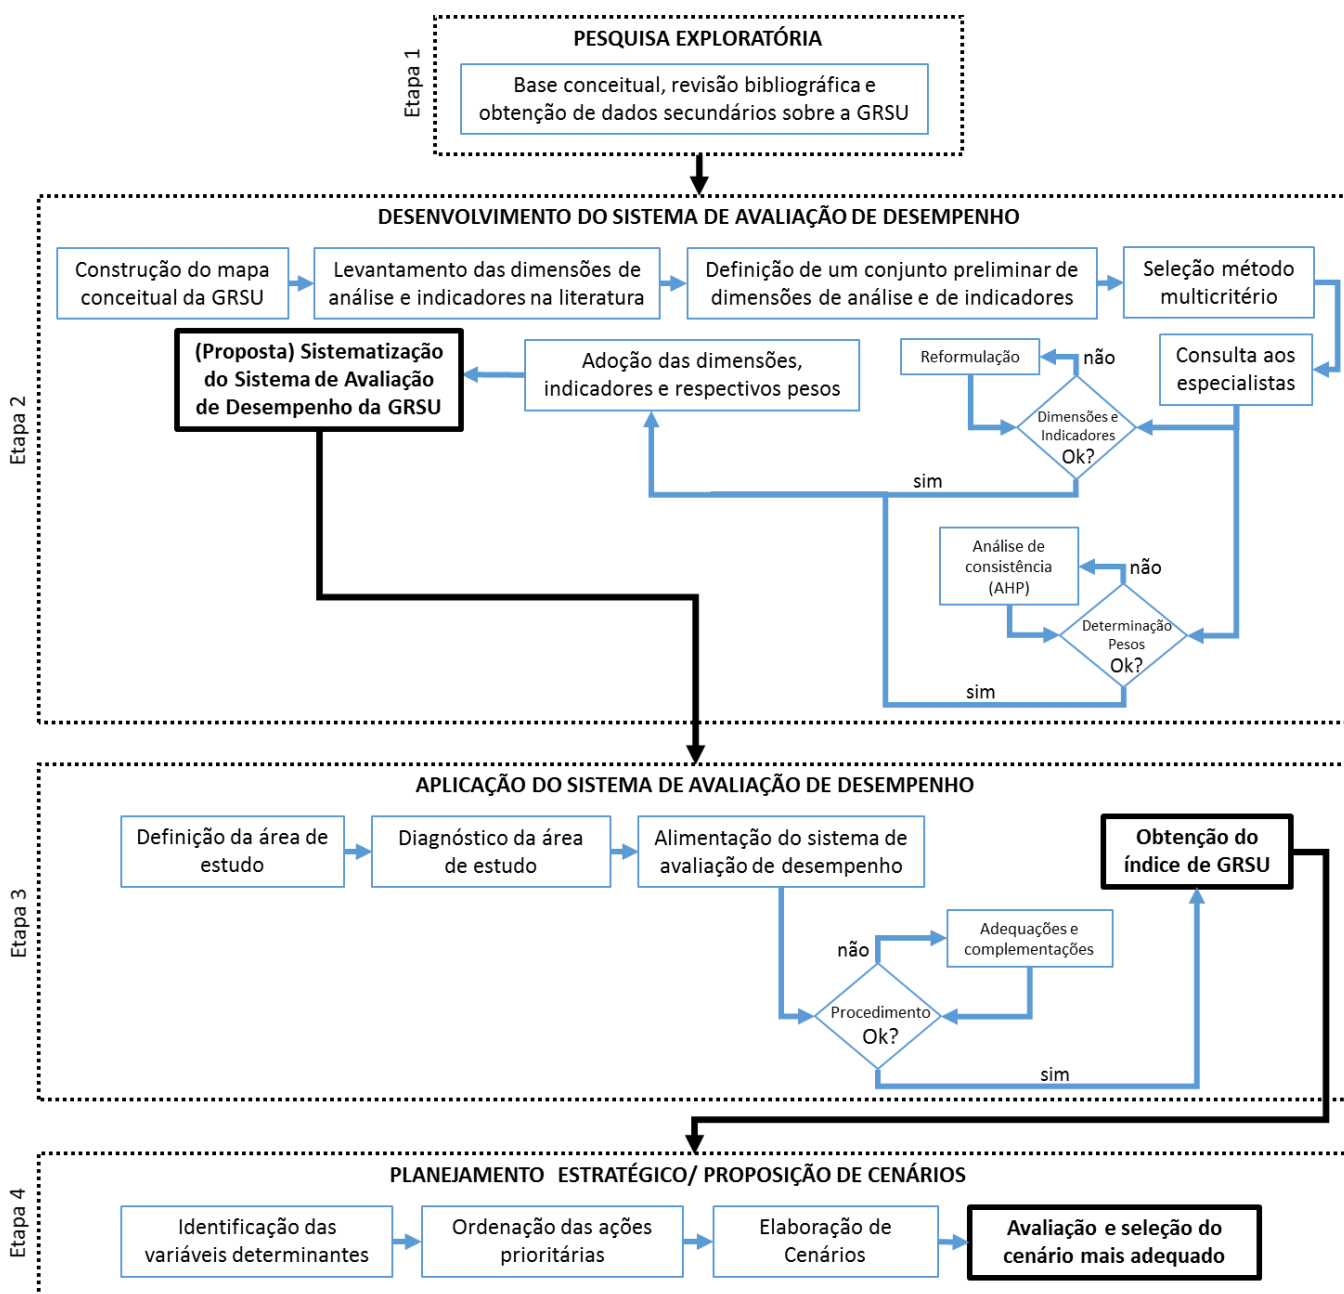 Etapa 1
PESQUISA EXPLORATÓRIA
Base conceitual, revisão bibliográfica e
obtenção de dados secundários sobre a GRSU
Etapa 2
DESENVOLVIMENTO DO SISTEMA DE AVALIAÇÃO DE DESEMPENHO
Construção do mapa
conceitual da GRSU
Levantamento das dimensões de
análise e indicadores na literatura
Definição de um conjunto preliminar de
dimensões de análise e de indicadores
Seleção método
multicritério
(Proposta) Sistematização
do Sistema de Avaliação
de Desempenho da GRSU
Adoção das dimensões,
indicadores e respectivos pesos
Reformulação
não
Consulta aos
especialistas
Dimensões e
Indicadores
Ok?
sim
Análise de
consistência
(AHP)
não
Determinação
Pesos
Ok?
sim
Etapa 3
APLICAÇÃO DO SISTEMA DE AVALIAÇÃO DE DESEMPENHO
Definição da área de
estudo
Diagnóstico da área
de estudo
Alimentação do sistema de
avaliação de desempenho
Obtenção do
índice de GRSU
não
Adequações e
complementações
Procedimento
Ok?
sim
Etapa 4
PLANEJAMENTO ESTRATÉGICO/ PROPOSIÇÃO DE CENÁRIOS
Identificação das
variáveis determinantes
Ordenação das ações
prioritárias
Elaboração de
Cenários
Avaliação e seleção do
cenário mais adequado